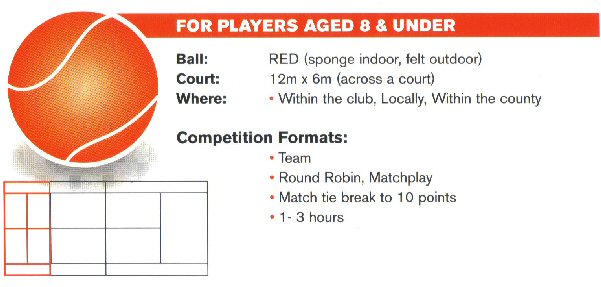 FOR PLAYERS AGED 8 & UNDER
Ball: RED (sponge indoor, felt outdoor)
Court: 12m x 6m (across a court)
Where: • Within the club, Locally, Within the county
Competition Formats:
• Team
• Round Robin, Matchplay
• Match tie break to 10 points
• 1- 3 hours